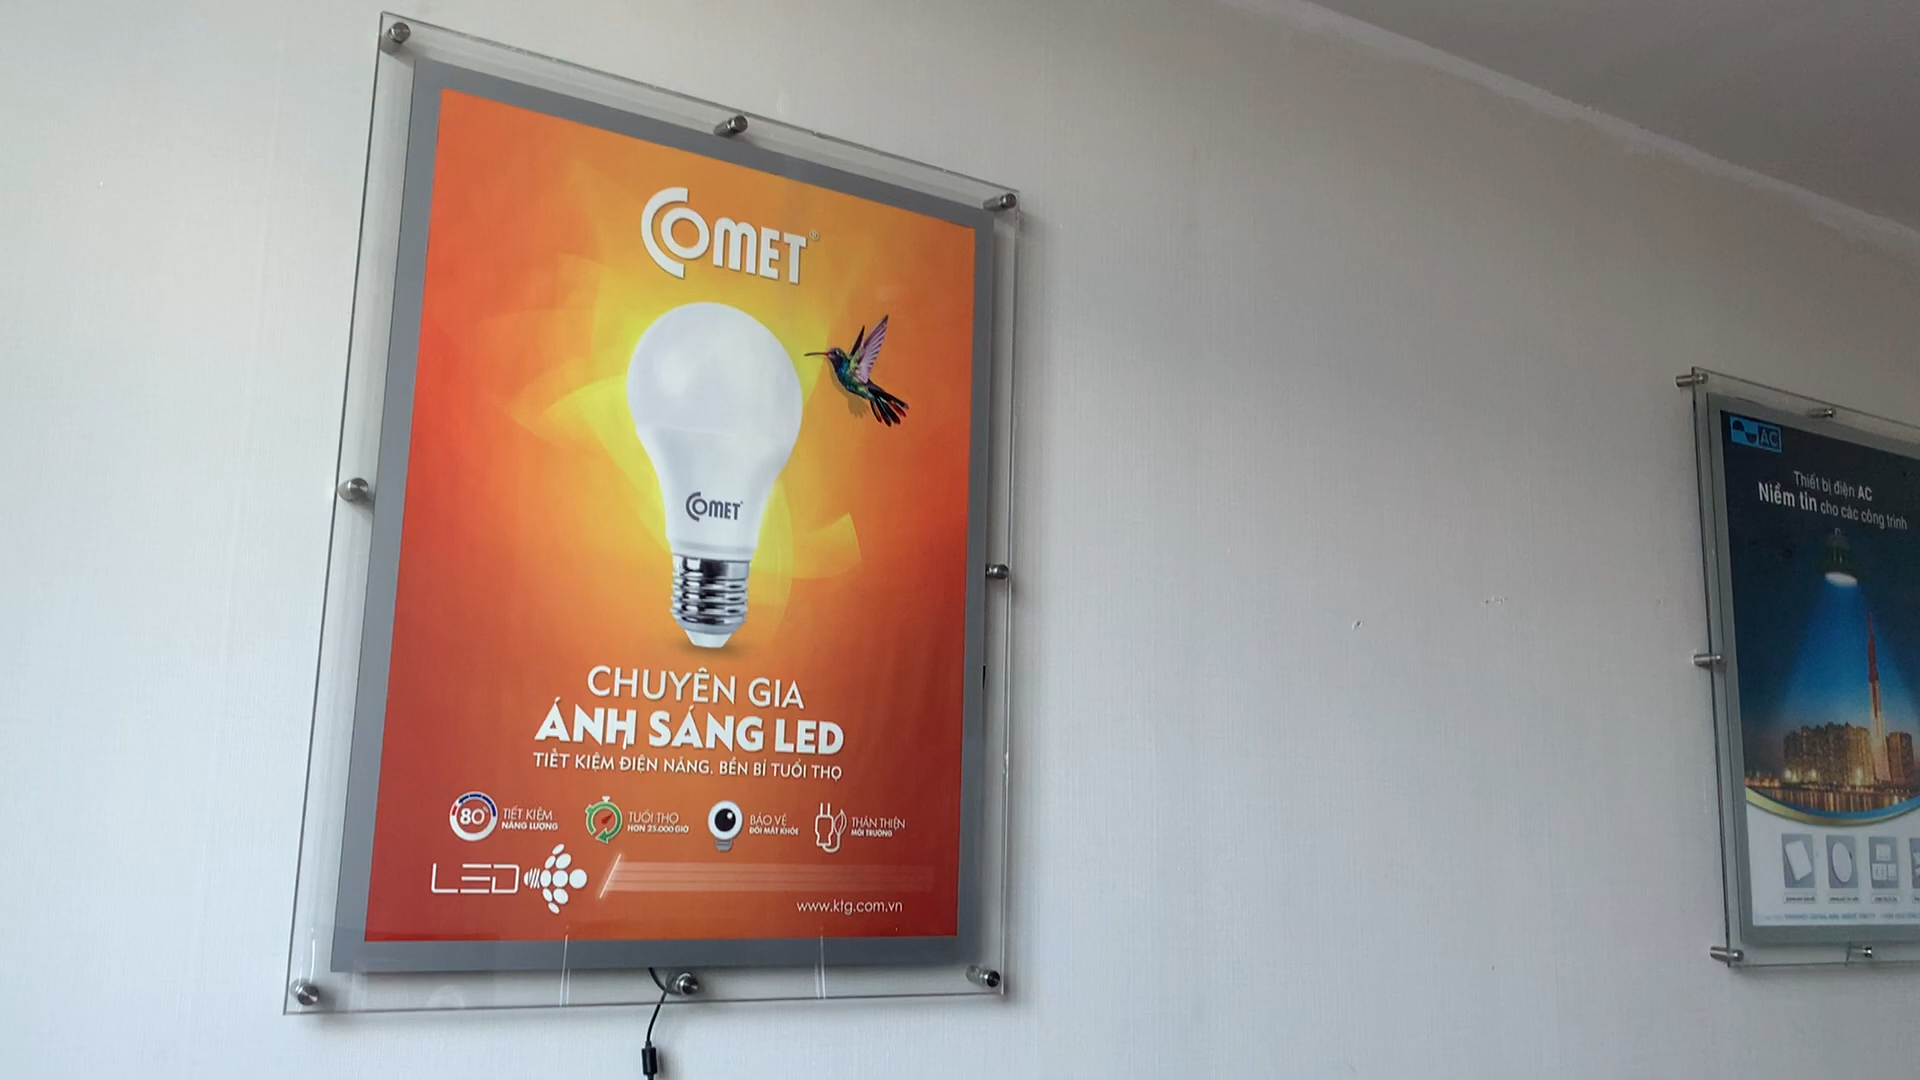 COMET®
COMET®
CHUYÊN GIA
ÁNH SÁNG LED
TIẾT KIỆM ĐIỆN NĂNG. BỀN BỈ TUỔI THỌ
80% TIẾT KIỆM
NĂNG LƯỢNG
TUỔI THỌ
HƠN 25.000 GIỜ
BẢO VỆ
ĐÔI MẮT KHỎE
THÂN THIỆN
MÔI TRƯỜNG
LED
www.ktg.com.vn
AC
Thiết bị điện AC
Niềm tin cho các công trình